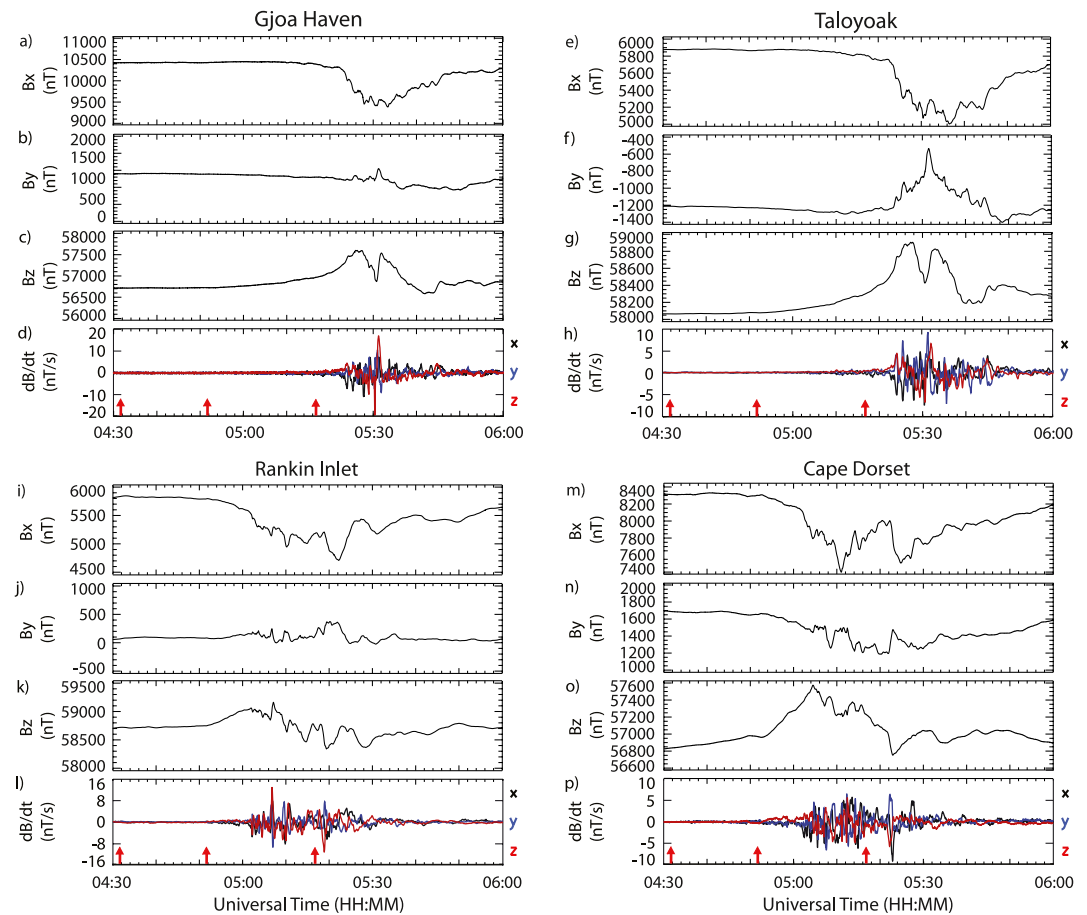 Gjoa Haven
a)
Bx
(nT)
11000
10500
10000
9500
9000
b)
By
(nT)
2000
1500
1000
500
0
c)
Bz
(nT)
58000
57000
56000
d)
dB/dt
(nT/s)
20
10
0
-10
-20
x
y
z
04:30
05:00
05:30
06:00
Taloyoak
e)
Bx
(nT)
6000
5800
5600
5400
5200
5000
f)
By
(nT)
-400
-600
-800
-1000
-1200
-1400
g)
Bz
(nT)
59000
58800
58600
58400
58200
58000
h)
dB/dt
(nT/s)
10
5
0
-5
-10
x
y
z
04:30
05:00
05:30
06:00
Rankin Inlet
i)
Bx
(nT)
6000
5500
5000
4500
j)
By
(nT)
1000
500
0
-500
k)
Bz
(nT)
59500
59000
58500
58000
l)
dB/dt
(nT/s)
16
8
0
-8
-16
x
y
z
04:30
05:00
05:30
06:00
Universal Time (HH:MM)
Cape Dorset
m)
Bx
(nT)
8400
8200
8000
7800
7600
7400
n)
By
(nT)
2000
1800
1600
1400
1200
1000
o)
Bz
(nT)
57600
57400
57200
57000
56800
56600
p)
dB/dt
(nT/s)
10
5
0
-5
-10
x
y
z
04:30
05:00
05:30
06:00
Universal Time (HH:MM)